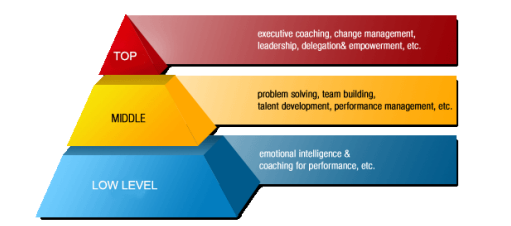 TOP
executive coaching, change management,
leadership, delegation& empowerment, etc.
MIDDLE
problem solving, team building,
talent development, performance management, etc.
LOW LEVEL
emotional intelligence &
coaching for performance, etc.